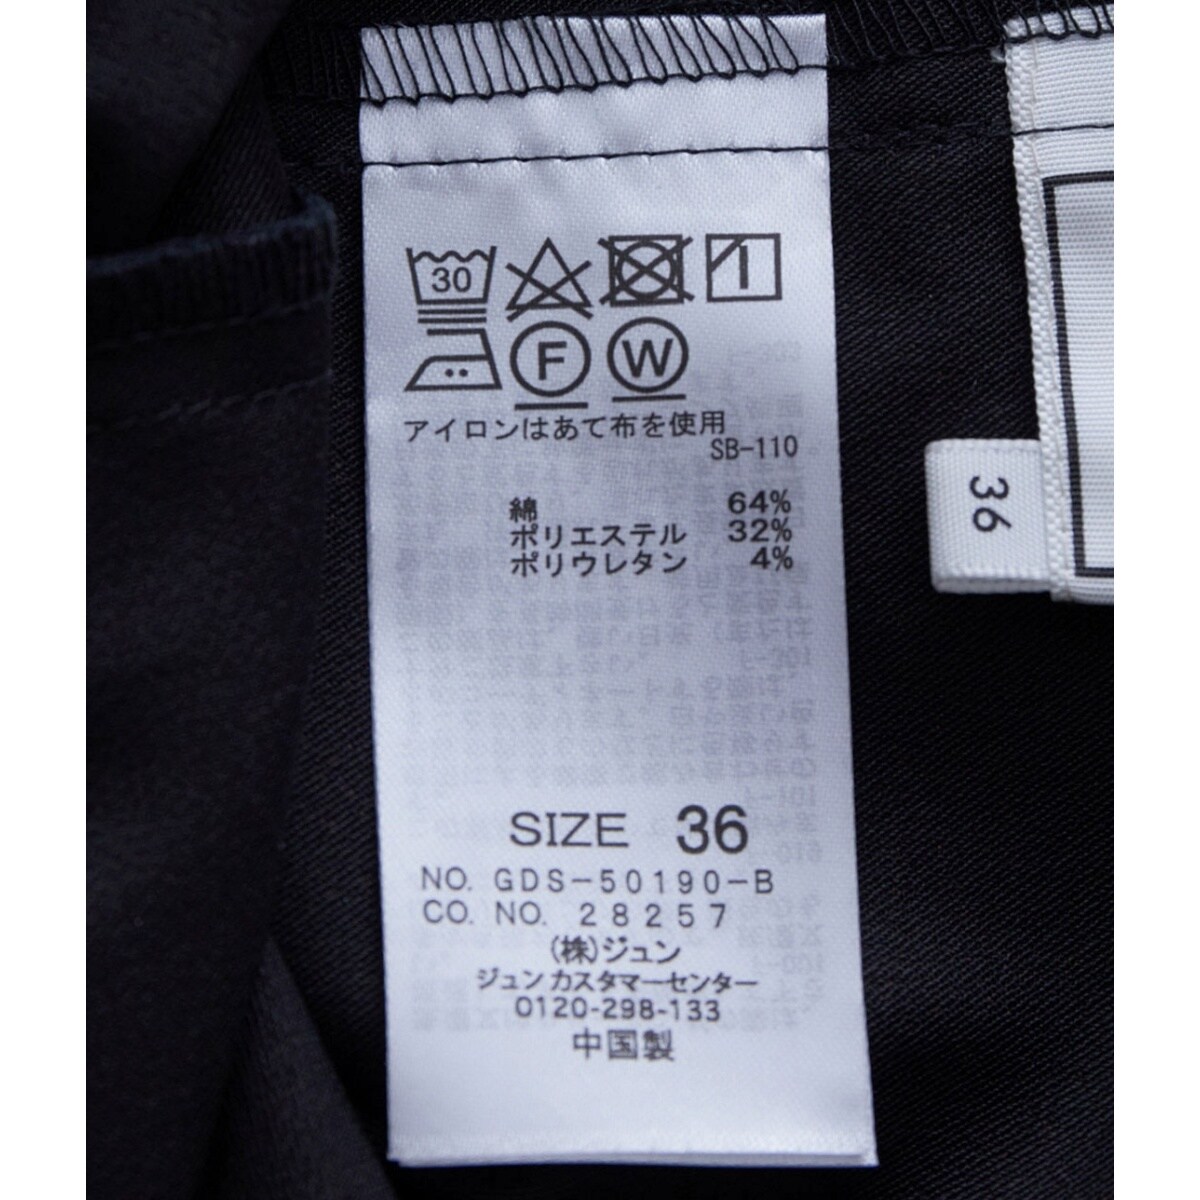 30
F W
アイロンはあて布を使用
SB-110
綿 64%
ポリエステル 32%
ポリウレタン 4%
SIZE 36
NO. GDS-50190-B
CO. NO. 28257
(株)ジュン
ジュン カスタマーセンター
0120-298-133
中国製
36